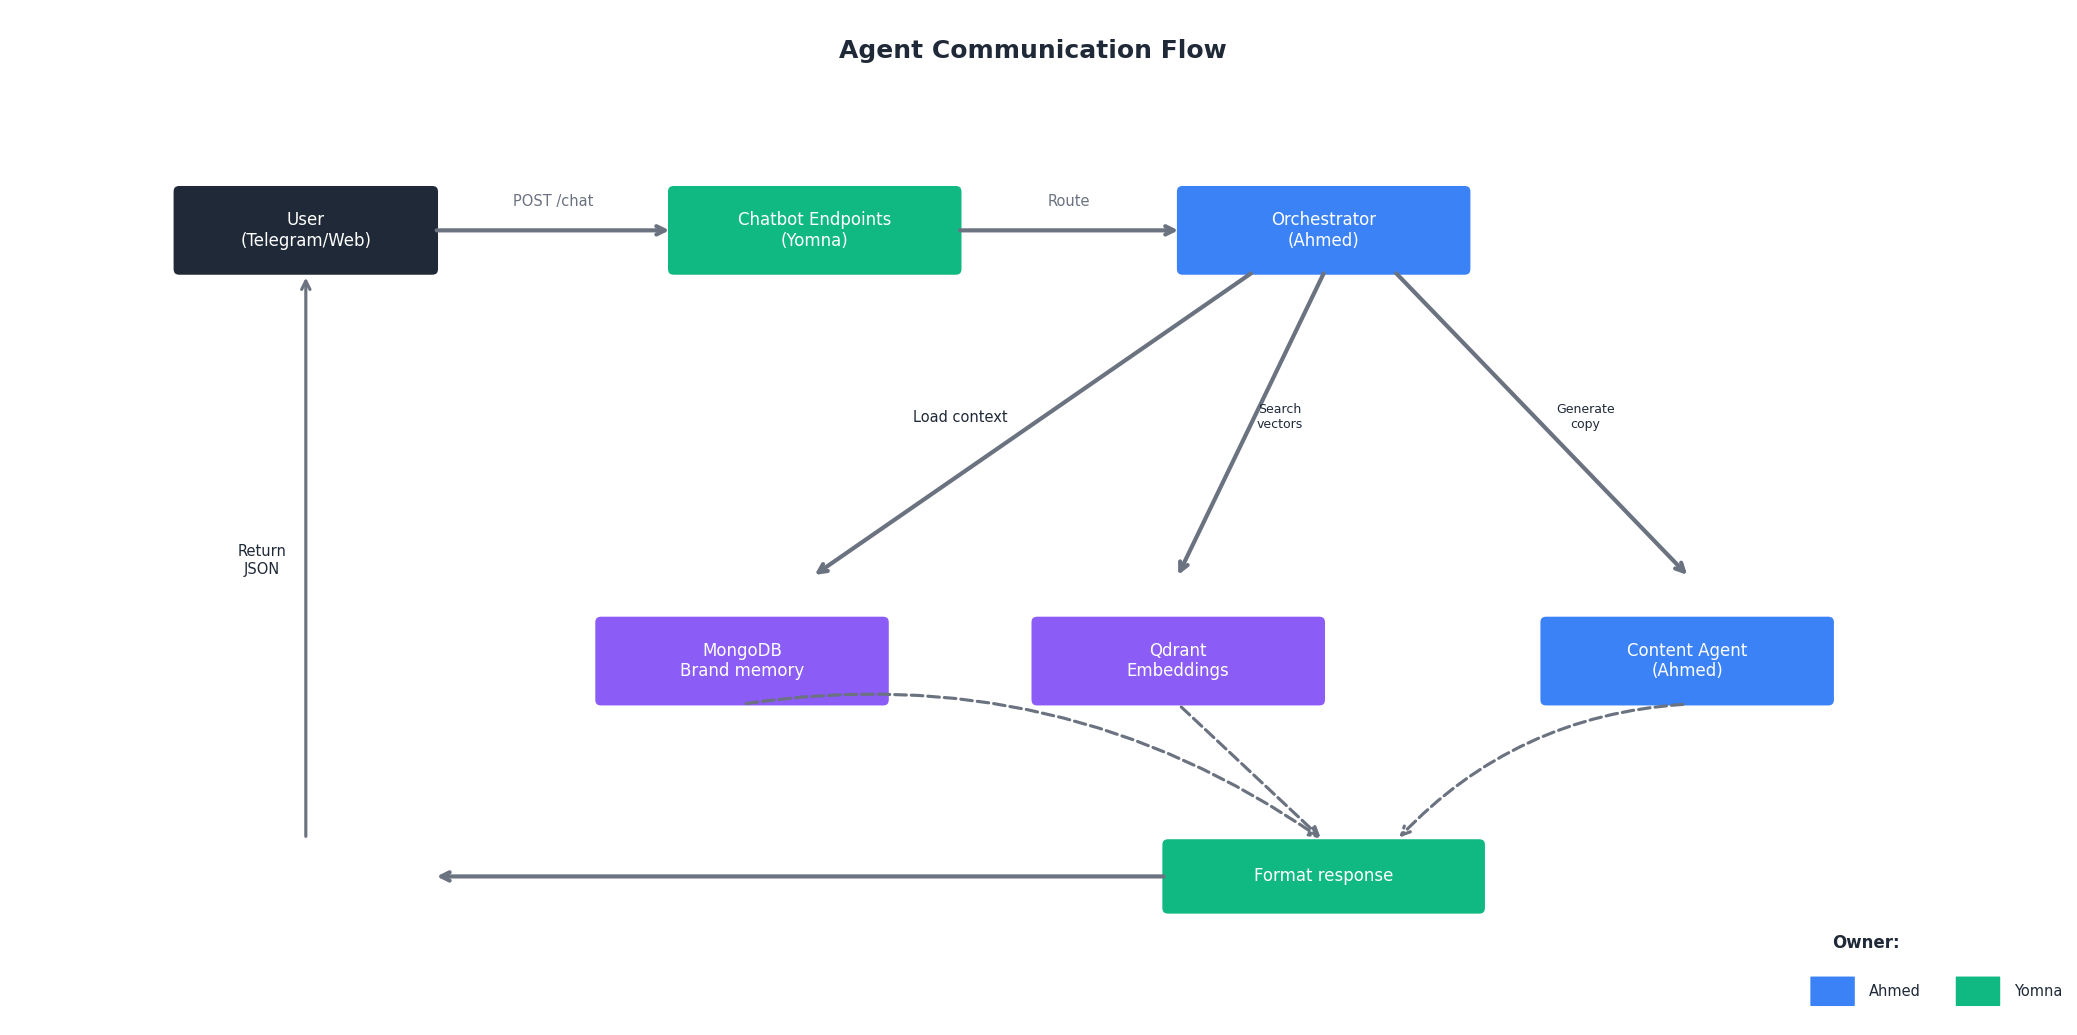 Agent Communication Flow
User
(Telegram/Web)
POST /chat
Chatbot Endpoints
(Yomna)
Route
Orchestrator
(Ahmed)
Load context
Search
vectors
Generate
copy
Return
JSON
MongoDB
Brand memory
Qdrant
Embeddings
Content Agent
(Ahmed)
Format response
Owner:
Ahmed
Yomna